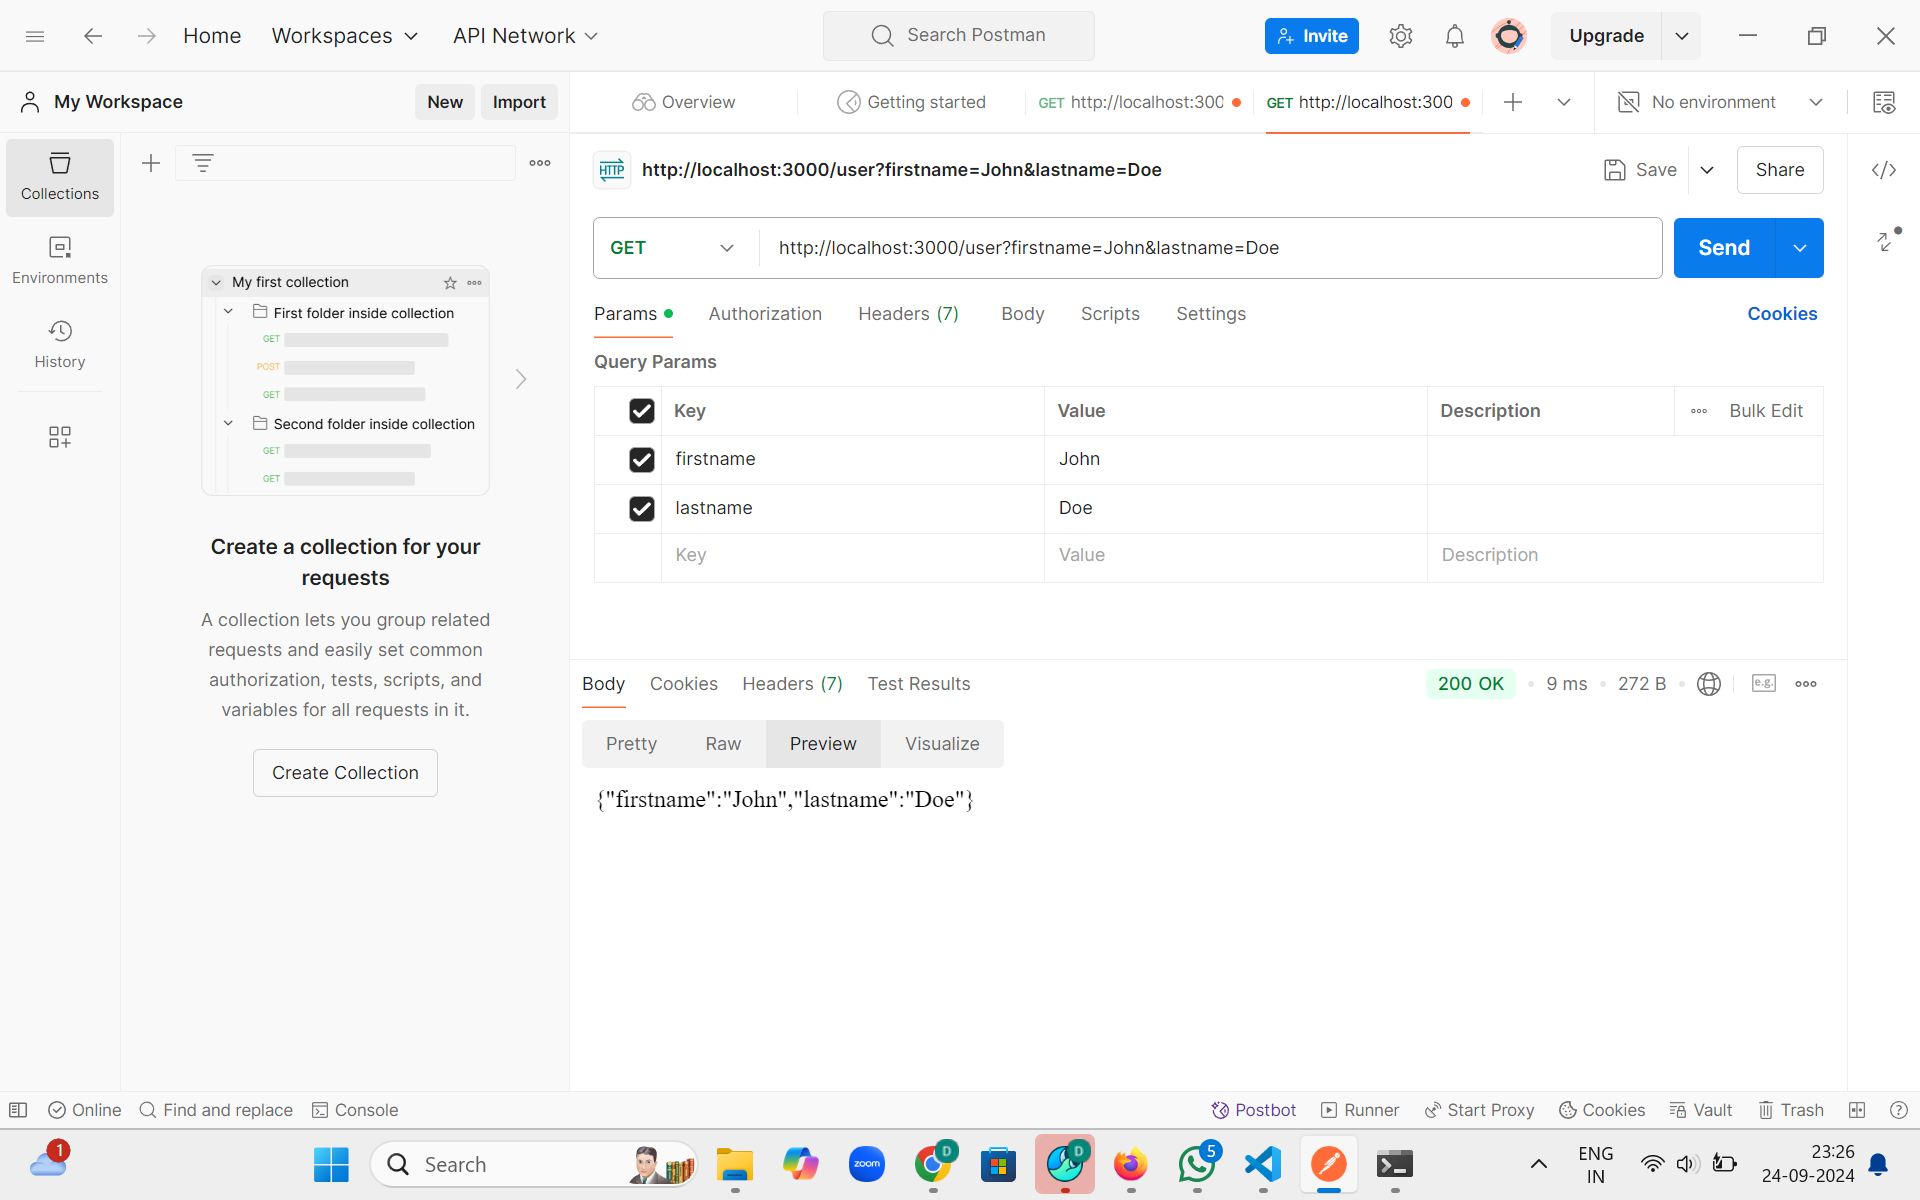 Home
Workspaces
API Network
Search Postman
Invite
Upgrade
My Workspace
New
Import
Overview
Getting started
GET http://localhost:300
GET http://localhost:300
No environment
Collections
Environments
History
My first collection
First folder inside collection
GET
POST
GET
Second folder inside collection
GET
GET
Create a collection for your
requests
A collection lets you group related
requests and easily set common
authorization, tests, scripts, and
variables for all requests in it.
Create Collection
HTTP
http://localhost:3000/user?firstname=John&lastname=Doe
Save
Share
GET
http://localhost:3000/user?firstname=John&lastname=Doe
Send
Params
Authorization
Headers (7)
Body
Scripts
Settings
Cookies
Query Params
Key
Value
Description
Bulk Edit
firstname
John
lastname
Doe
Key
Value
Description
Body
Cookies
Headers (7)
Test Results
200 OK
9 ms
272 B
e.g.
Pretty
Raw
Preview
Visualize
{"firstname":"John","lastname":"Doe"}
Online
Find and replace
Console
Postbot
Runner
Start Proxy
Cookies
Vault
Trash
1
Search
zoom
D
D
5
ENG
IN
23:26
24-09-2024